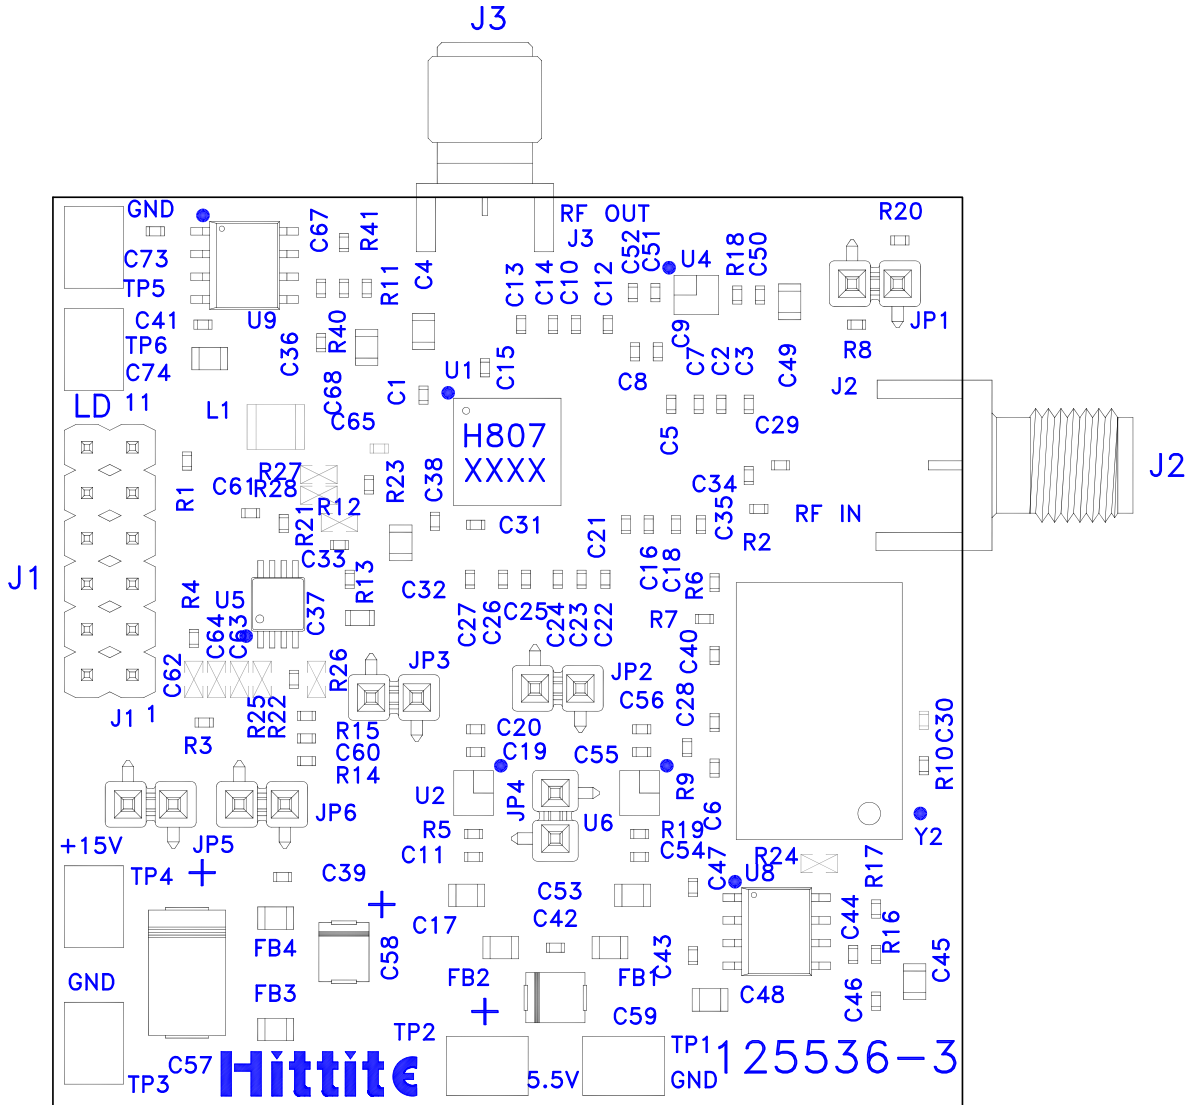 J3
GND
C67
R41
RF OUT
J3
R20
C73
TP5
R11
C4
C13
C14
C10
C12
C52
C51
U4
R18
C50
C41
U9
TP6
C74
C36
R40
C68
U1
C15
C8
C9
C7
C2
C3
C49
JP1
R8
LD 11
L1
C65
C1
J2
H807
XXXX
C5
C29
J2
R27
C61
R28
R12
R1
R21
R23
C38
C34
C35
RF IN
C33
C31
C21
R2
J1
R4
U5
C37
R13
C32
C16
C18
R6
C64
C63
C27
C26
C25
C24
C23
C22
R7
C62
R26
JP3
JP2
C40
J1 1
R25
R22
C56
C28
C30
R3
R15
C20
C60
C19
C55
R14
R10
JP6
U2
JP4
U6
R9
C6
+15V
JP5
R5
R19
Y2
C11
C54
C47
R24
R17
TP4
+
C39
U8
+
C53
C17
C42
C44
R16
FB4
C58
C43
C45
GND
FB3
FB2
FB1
C48
C46
+
C59
TP2
TP1
125536-3
C57
Hittite
TP3
5.5V
GND